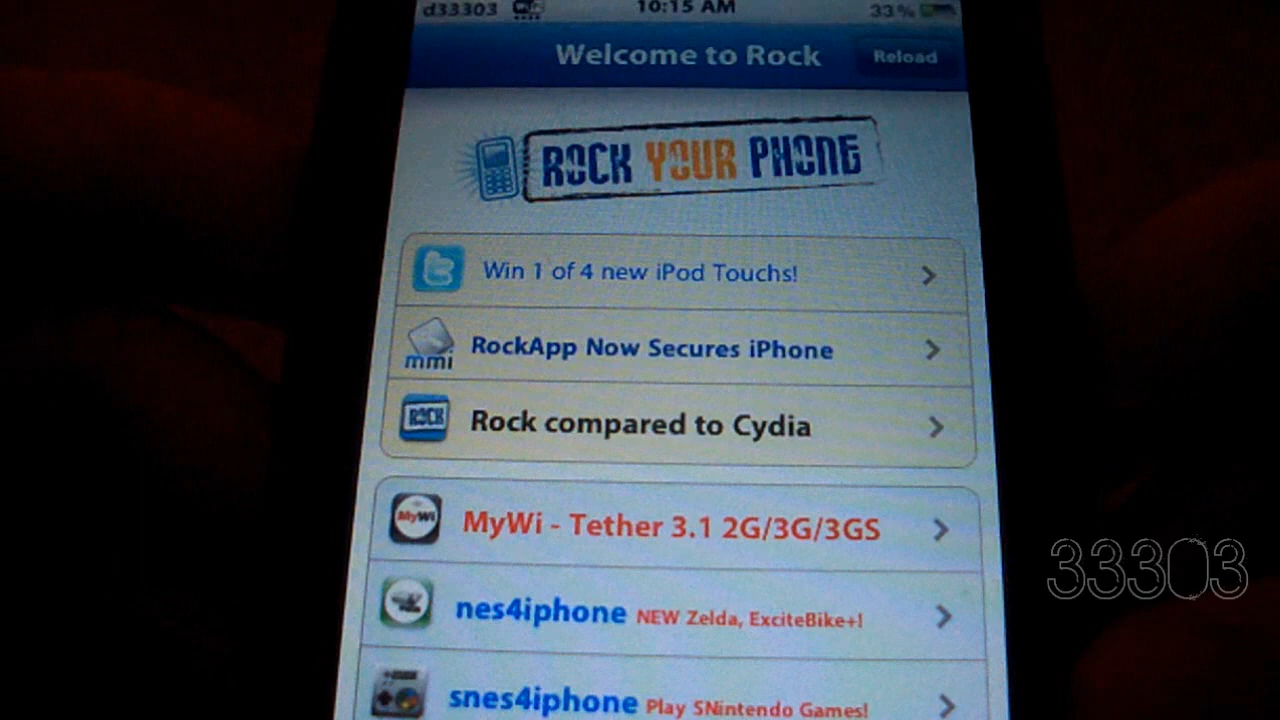 d33303 10:15 AM 33%
Welcome to Rock Reload
ROCK YOUR PHONE
Win 1 of 4 new iPod Touchs!
mmi RockApp Now Secures iPhone
ROCK Rock compared to Cydia
MyWi MyWi - Tether 3.1 2G/3G/3GS
nes4iphone NEW Zelda, ExciteBike+!
snes4iphone Play SNintendo Games!
33303